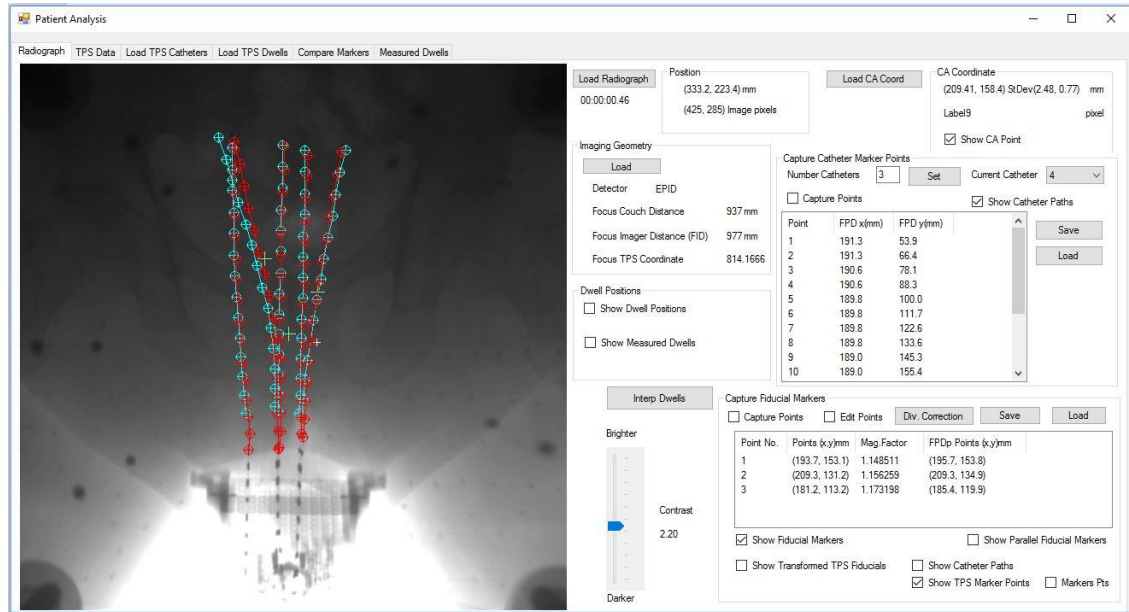 Patient Analysis
Radiograph TPS Data Load TPS Catheters Load TPS Dwells Compare Markers Measured Dwells
Load Radiograph
00:00:00.46
Position
(333.2, 223.4) mm
(425, 285) Image pixels
Load CA Coord
CA Coordinate
(209.41, 158.4) StDev(2.48, 0.77) mm
Label9 pixel
Show CA Point
Imaging Geometry
Load
Detector EPID
Focus Couch Distance 937 mm
Focus Imager Distance (FID) 977 mm
Focus TPS Coordinate 814.1666
Capture Catheter Marker Points
Number Catheters 3 Set Current Catheter 4
Capture Points Show Catheter Paths
Point FPD x(mm) FPD y(mm)
1 191.3 53.9
2 191.3 66.4
3 190.6 78.1
4 190.6 88.3
5 189.8 100.0
6 189.8 111.7
7 189.8 122.6
8 189.8 133.6
9 189.0 145.3
10 189.0 155.4
Save
Load
Dwell Positions
Show Dwell Positions
Show Measured Dwells
Interp Dwells
Brighter
Contrast
2.20
Darker
Capture Fiducial Markers
Capture Points Edit Points Div. Correction Save Load
Point No. Points (x,y)mm Mag.Factor FPDp Points (x,y)mm
1 (193.7, 153.1) 1.148511 (195.7, 153.8)
2 (209.3, 131.2) 1.156259 (209.3, 134.9)
3 (181.2, 113.2) 1.173198 (185.4, 119.9)
Show Fiducial Markers Show Parallel Fiducial Markers
Show Transformed TPS Fiducials Show Catheter Paths
Show TPS Marker Points Markers Pts